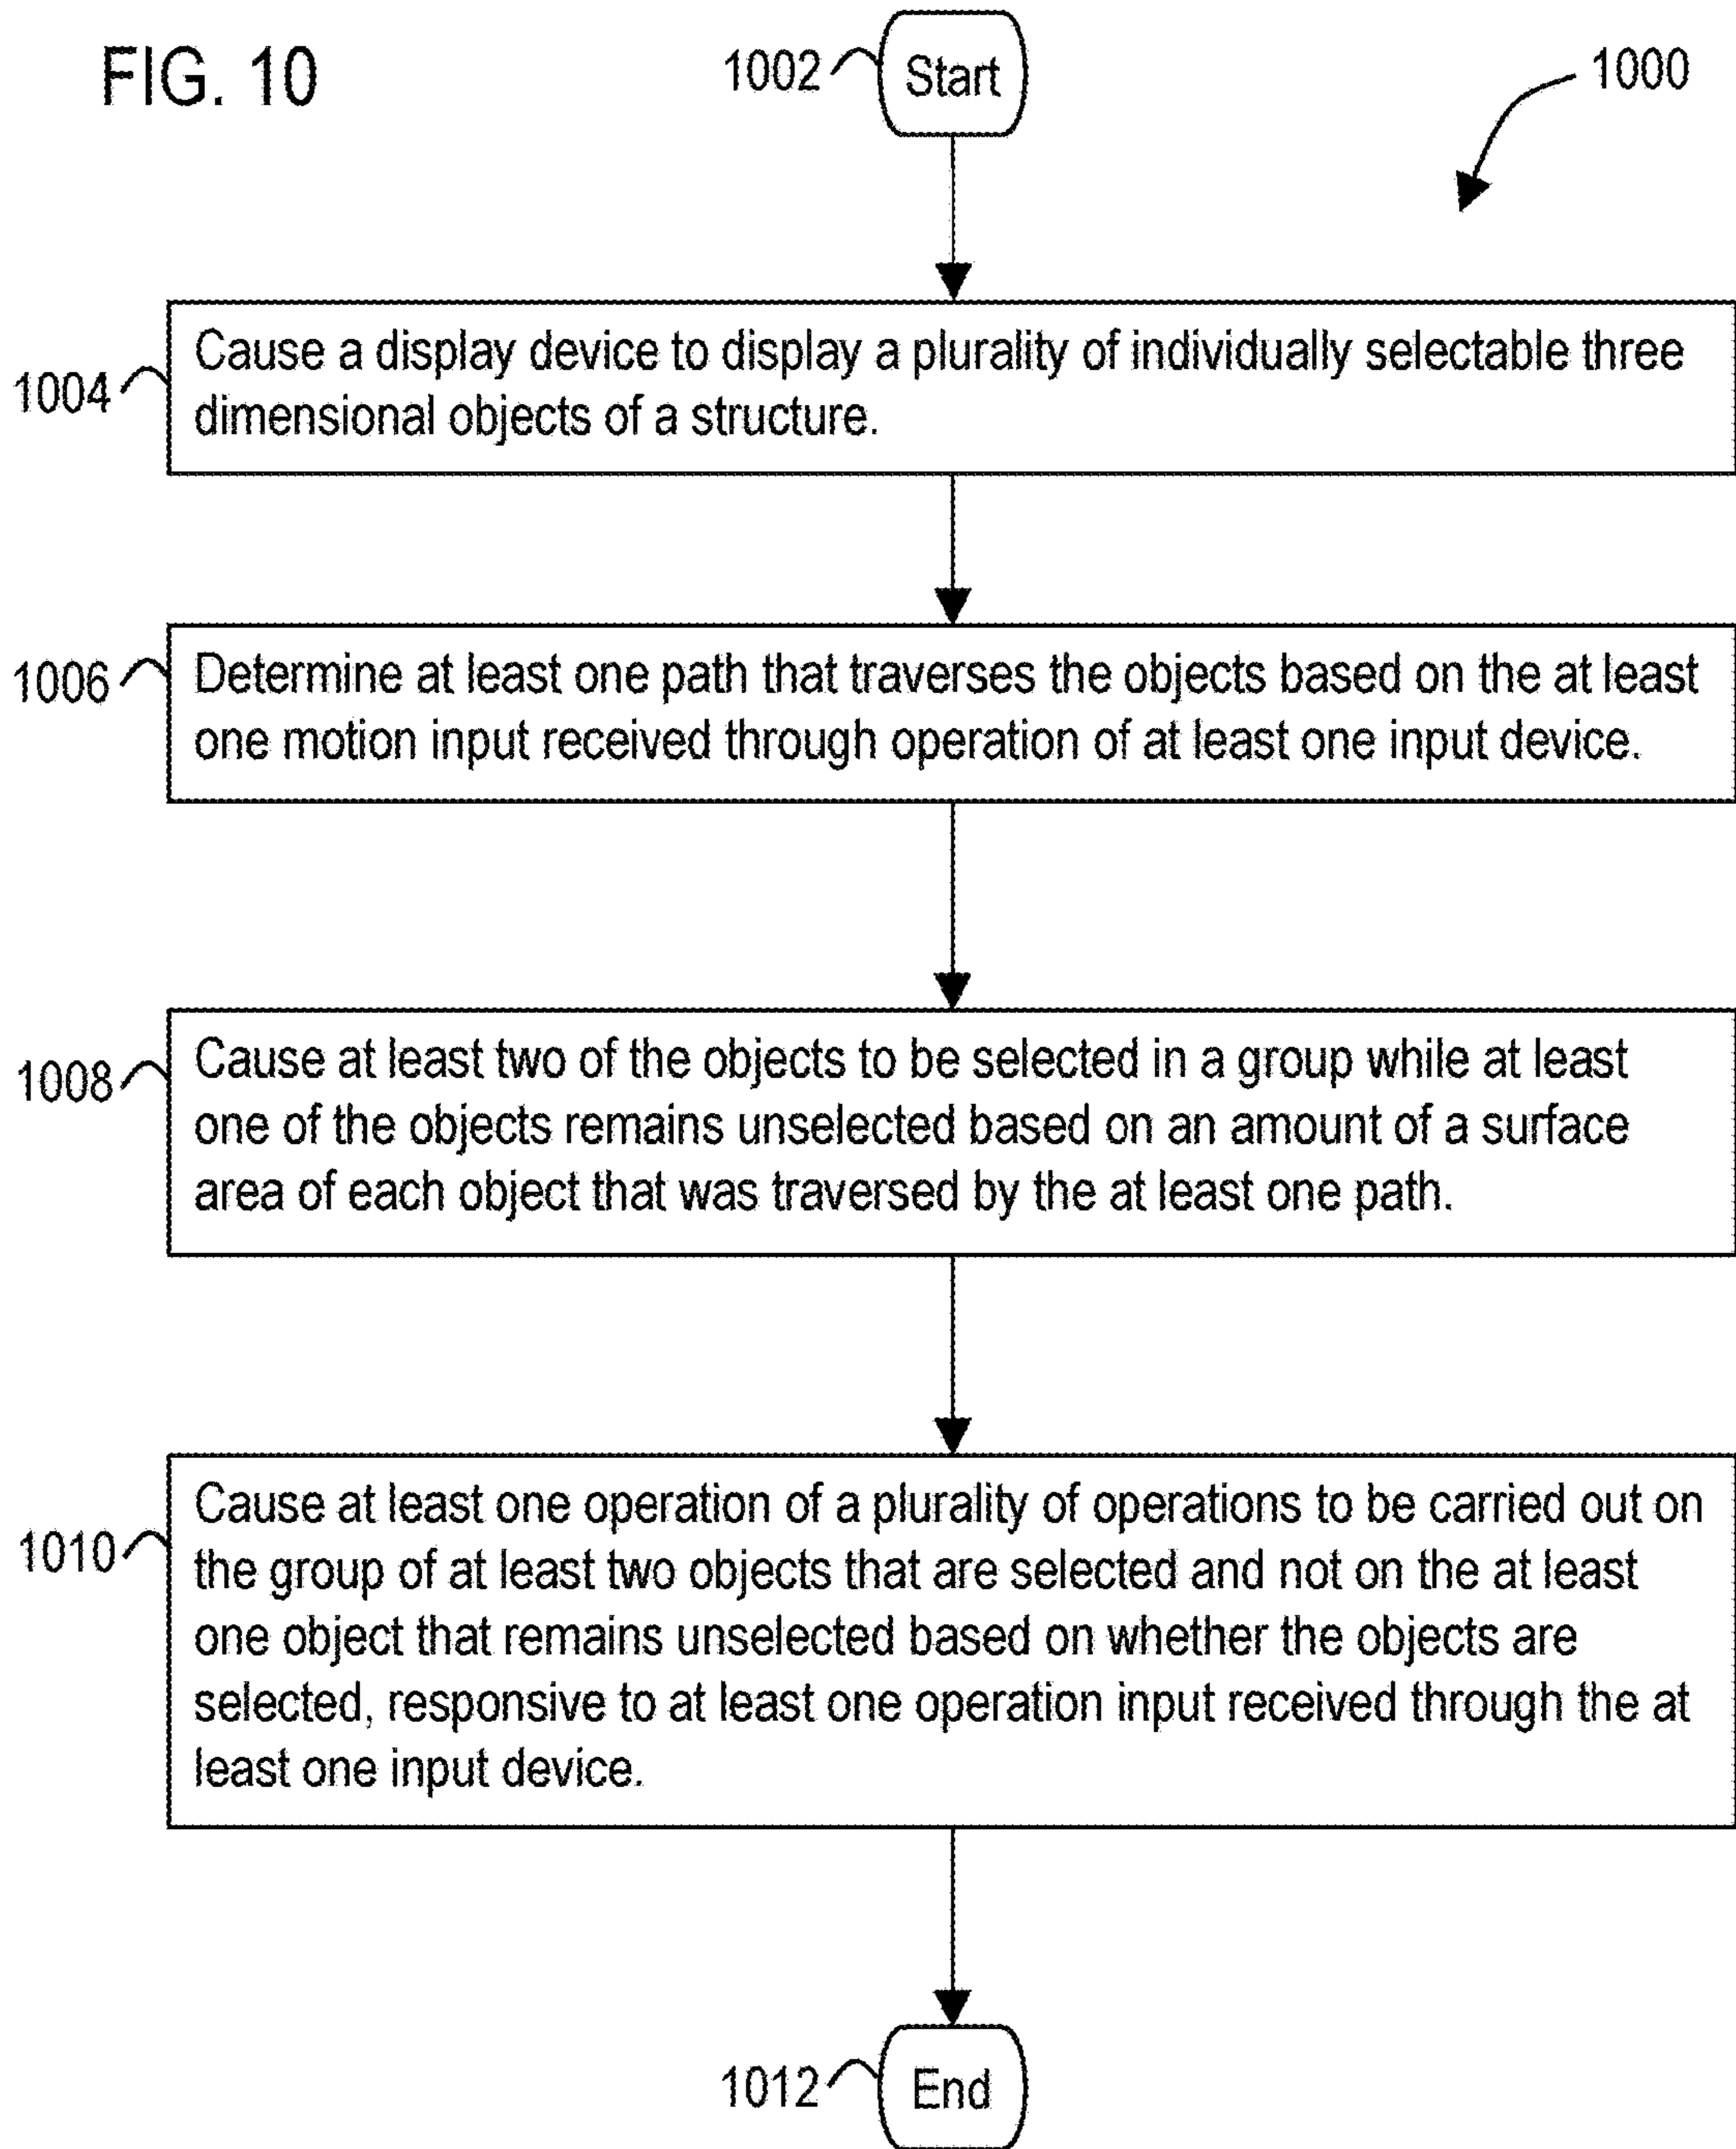 FIG. 10
1002
Start
1000
1004
Cause a display device to display a plurality of individually selectable three
dimensional objects of a structure.
1006
Determine at least one path that traverses the objects based on the at least
one motion input received through operation of at least one input device.
1008
Cause at least two of the objects to be selected in a group while at least
one of the objects remains unselected based on an amount of a surface
area of each object that was traversed by the at least one path.
1010
Cause at least one operation of a plurality of operations to be carried out on
the group of at least two objects that are selected and not on the at least
one object that remains unselected based on whether the objects are
selected, responsive to at least one operation input received through the at
least one input device.
1012
End